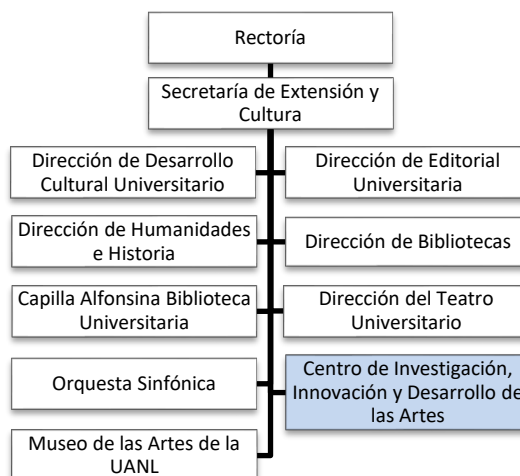 Rectoría
Secretaría de Extensión y
Cultura
Dirección de Desarrollo
Cultural Universitario
Dirección de Editorial
Universitaria
Dirección de Humanidades
e Historia
Dirección de Bibliotecas
Capilla Alfonsina Biblioteca
Universitaria
Dirección del Teatro
Universitario
Orquesta Sinfónica
Centro de Investigación,
Innovación y Desarrollo de
las Artes
Museo de las Artes de la
UANL